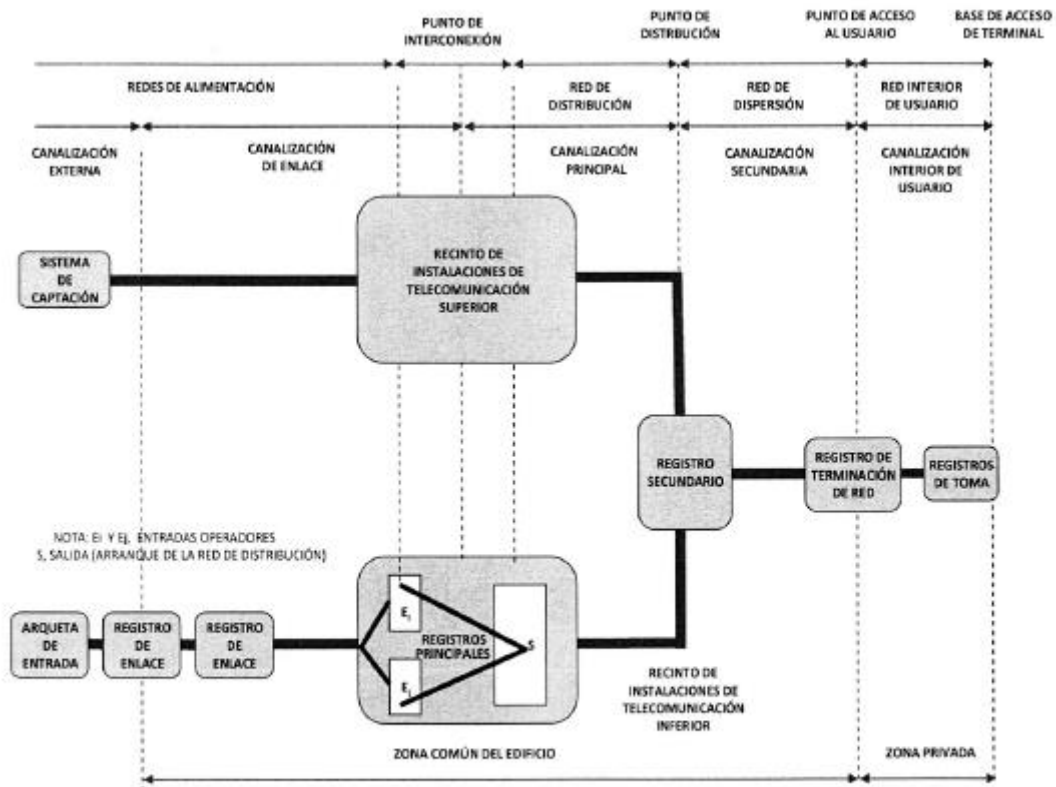 PUNTO DE
INTERCONEXIÓN
PUNTO DE
DISTRIBUCIÓN
PUNTO DE ACCESO
AL USUARIO
BASE DE ACCESO
DE TERMINAL
REDES DE ALIMENTACIÓN
RED DE
DISTRIBUCIÓN
RED DE
DISPERSIÓN
RED INTERIOR
DE USUARIO
CANALIZACIÓN
EXTERNA
CANALIZACIÓN
DE ENLACE
CANALIZACIÓN
PRINCIPAL
CANALIZACIÓN
SECUNDARIA
CANALIZACIÓN
INTERIOR DE
USUARIO
SISTEMA
DE
CAPTACIÓN
RECINTO DE
INSTALACIONES DE
TELECOMUNICACIÓN
SUPERIOR
REGISTRO
SECUNDARIO
REGISTRO DE
TERMINACIÓN
DE RED
REGISTROS
DE TOMA
NOTA: Ei Y Ej, ENTRADAS OPERADORES
S, SALIDA (ARRANQUE DE LA RED DE DISTRIBUCIÓN)
ARQUETA
DE
ENTRADA
REGISTRO
DE
ENLACE
REGISTRO
DE
ENLACE
Ei
REGISTROS
PRINCIPALES
S
Ej
RECINTO DE
INSTALACIONES DE
TELECOMUNICACIÓN
INFERIOR
ZONA COMÚN DEL EDIFICIO
ZONA PRIVADA